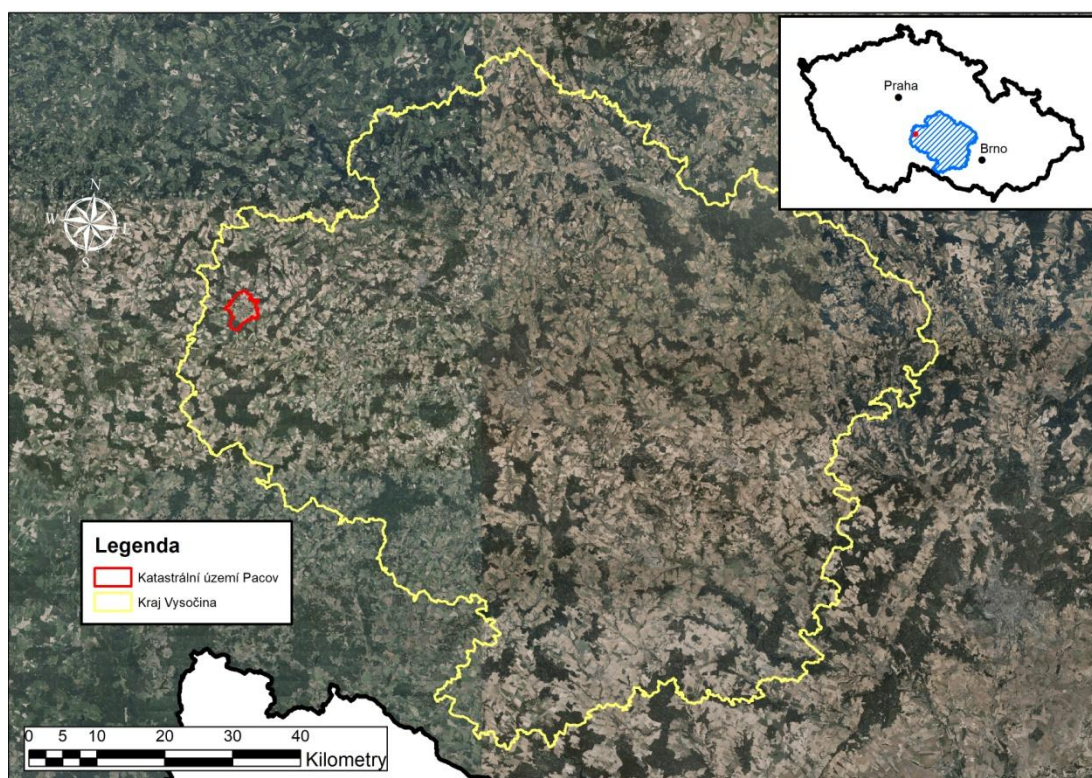 Praha
Brno
N
W E
S
Legenda
Katastrální území Pacov
Kraj Vysočina
0 5 10 20 30 40
Kilometry